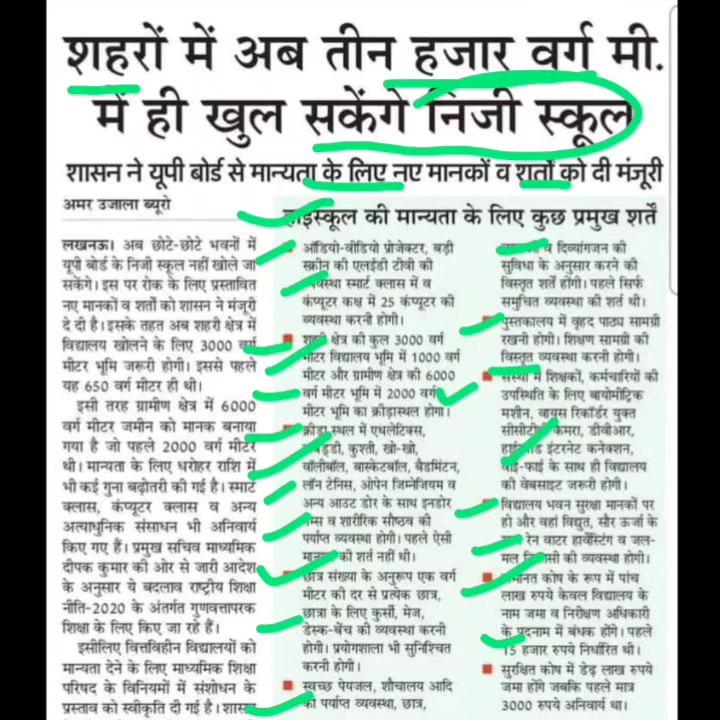 शहरों में अब तीन हजार वर्ग मी.
में ही खुल सकेंगे निजी स्कूल
शासन ने यूपी बोर्ड से मान्यता के लिए नए मानकों व शर्तों को दी मंजूरी
अमर उजाला ब्यूरो
लखनऊ। अब छोटे-छोटे भवनों में
यूपी बोर्ड के निजी स्कूल नहीं खोले जा
सकेंगे। इस पर रोक के लिए प्रस्तावित
नए मानकों व शर्तों को शासन ने मंजूरी
दे दी है। इसके तहत अब शहरी क्षेत्र में
विद्यालय खोलने के लिए 3000 वर्ग
मीटर भूमि जरूरी होगी। इससे पहले
यह 650 वर्ग मीटर ही थी।
इसी तरह ग्रामीण क्षेत्र में 6000
वर्ग मीटर जमीन को मानक बनाया
गया है जो पहले 2000 वर्ग मीटर
थी। मान्यता के लिए धरोहर राशि में
भी कई गुना बढ़ोतरी की गई है। स्मार्ट
क्लास, कंप्यूटर क्लास व अन्य
अत्याधुनिक संसाधन भी अनिवार्य
किए गए हैं। प्रमुख सचिव माध्यमिक
दीपक कुमार की ओर से जारी आदेश
के अनुसार ये बदलाव राष्ट्रीय शिक्षा
नीति-2020 के अंतर्गत गुणवत्तापरक
शिक्षा के लिए किए जा रहे हैं।
इसीलिए वित्तविहीन विद्यालयों को
मान्यता देने के लिए माध्यमिक शिक्षा
परिषद के विनियमों में संशोधन के
प्रस्ताव को स्वीकृति दी गई है। शासन
हाईस्कूल की मान्यता के लिए कुछ प्रमुख शर्तें
ऑडियो-वीडियो प्रोजेक्टर, बड़ी
स्क्रीन की एलईडी टीवी की
व्यवस्था स्मार्ट क्लास में व
कंप्यूटर कक्ष में 25 कंप्यूटर की
व्यवस्था करनी होगी।
शहरी क्षेत्र की कुल 3000 वर्ग
मीटर विद्यालय भूमि में 1000 वर्ग
मीटर और ग्रामीण क्षेत्र की 6000
वर्ग मीटर भूमि में 2000 वर्ग
मीटर भूमि का क्रीड़ास्थल होगा।
क्रीड़ा स्थल में एथलेटिक्स,
कबड्डी, कुश्ती, खो-खो,
वॉलीबॉल, बास्केटबॉल, बैडमिंटन,
लॉन टेनिस, ओपेन जिम्नेजियम व
अन्य आउट डोर के साथ इनडोर
गेम्स व शारीरिक सौष्ठव की
पर्याप्त व्यवस्था होगी। पहले ऐसी
की शर्त नहीं थी।
छात्र संख्या के अनुरूप एक वर्ग
मीटर की दर से प्रत्येक छात्र,
छात्रा के लिए कुर्सी, मेज,
डेस्क-बेंच की व्यवस्था करनी
होगी। प्रयोगशाला भी सुनिश्चित
करनी होगी।
स्वच्छ पेयजल, शौचालय आदि
की पर्याप्त व्यवस्था, छात्र,
व दिव्यांगजन की
सुविधा के अनुसार करने की
विस्तृत शर्तें होंगी। पहले सिर्फ
समुचित व्यवस्था की शर्त थी।
पुस्तकालय में वृहद पाठ्य सामग्री
रखनी होगी। शिक्षण सामग्री की
विस्तृत व्यवस्था करनी होगी।
संस्था में शिक्षकों, कर्मचारियों की
उपस्थिति के लिए बायोमीट्रिक
मशीन, वायस रिकॉर्डर युक्त
सीसीटीवी कैमरा, डीवीआर,
हाईस्पीड इंटरनेट कनेक्शन,
वाई-फाई के साथ ही विद्यालय
की वेबसाइट जरूरी होगी।
विद्यालय भवन सुरक्षा मानकों पर
हो और वहां विद्युत, सौर ऊर्जा के
रेन वाटर हार्वेस्टिंग व जल-
मल निकासी की व्यवस्था होगी।
जमानत कोष के रूप में पांच
लाख रुपये केवल विद्यालय के
नाम जमा व निरीक्षण अधिकारी
के पदनाम में बंधक होंगे। पहले
15 हजार रुपये निर्धारित थी।
सुरक्षित कोष में डेढ़ लाख रुपये
जमा होंगे जबकि पहले मात्र
3000 रुपये अनिवार्य था।